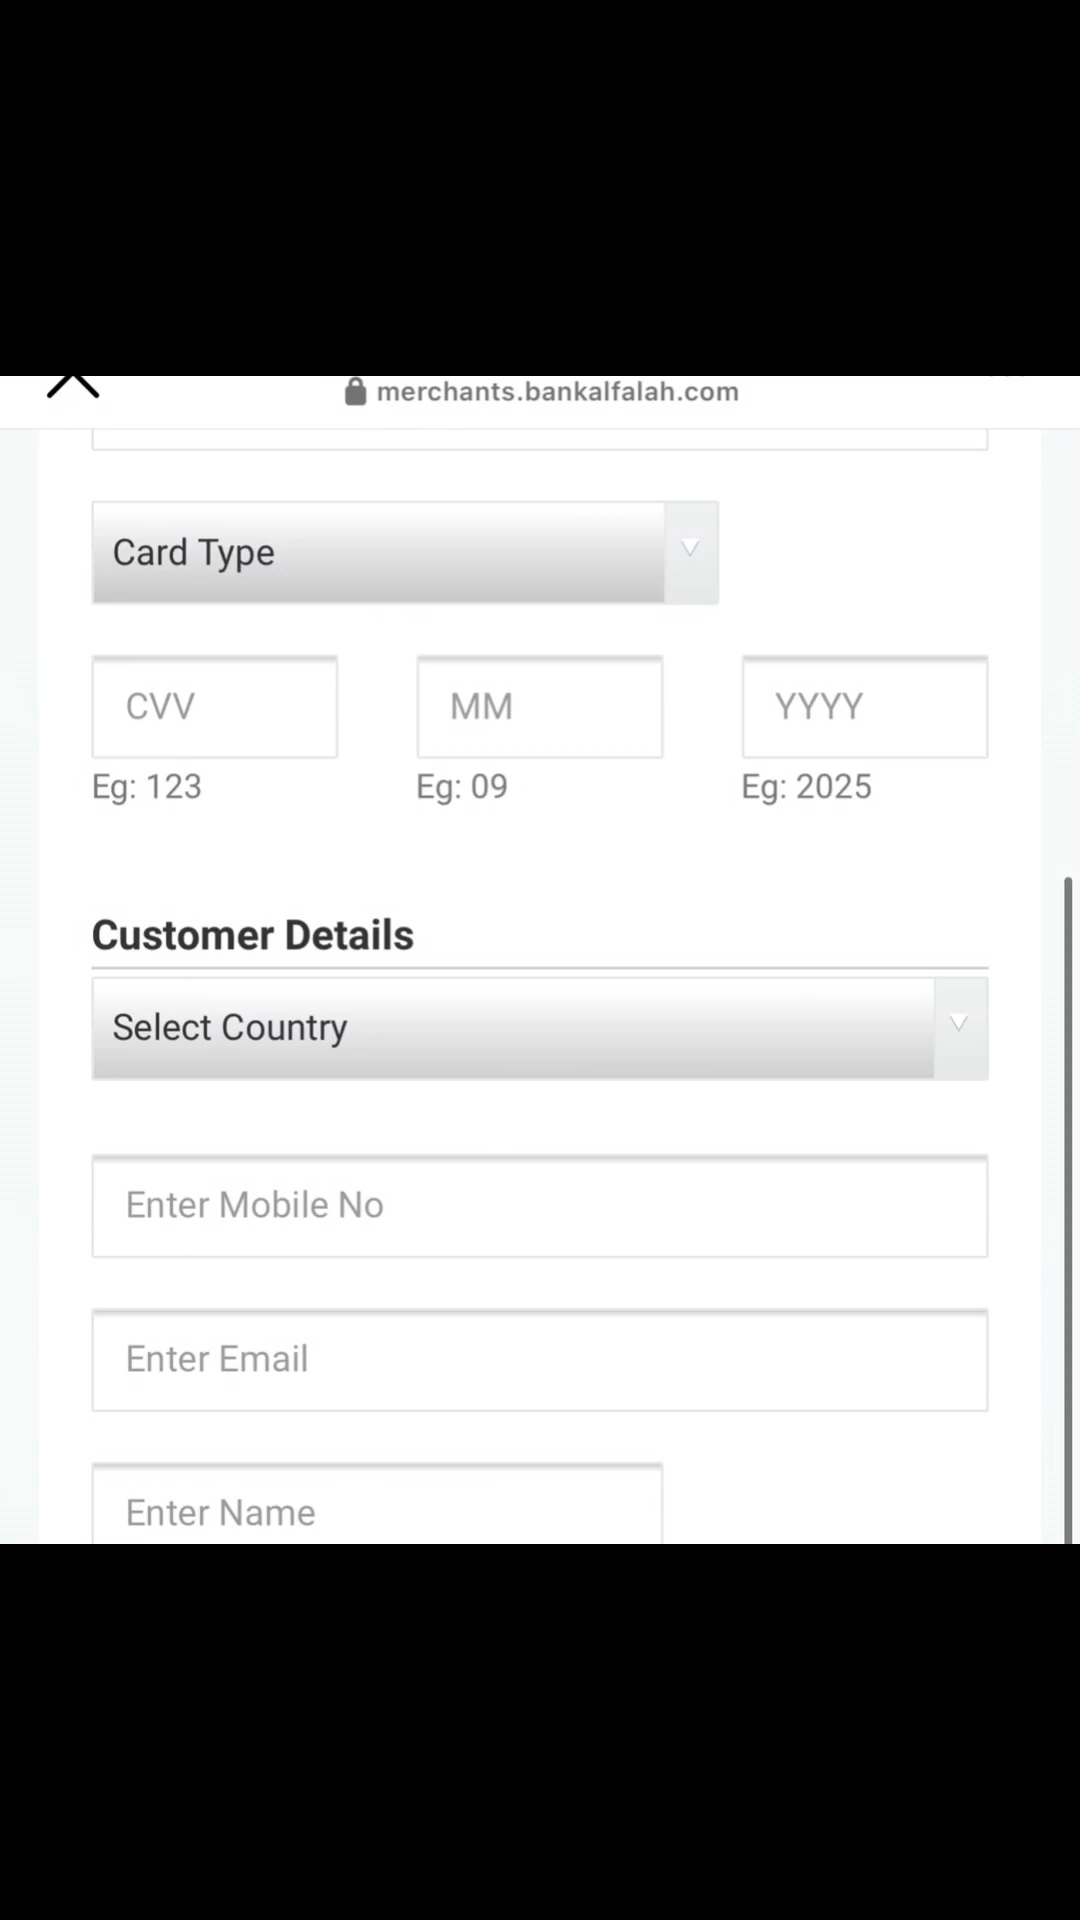 merchants.bankalfalah.com
Card Type
CVV MM YYYY
Eg: 123 Eg: 09 Eg: 2025
Customer Details
Select Country
Enter Mobile No
Enter Email
Enter Name